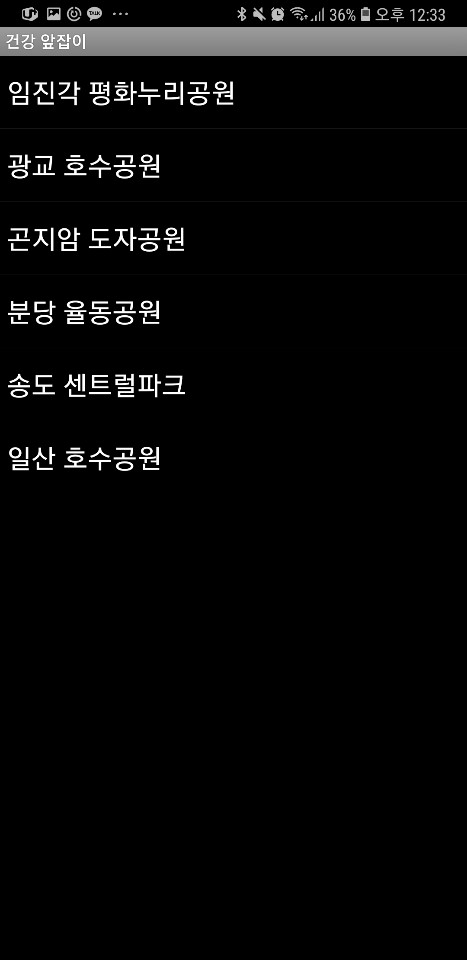 36% 오후 12:33
건강 앞잡이
임진각 평화누리공원
광교 호수공원
곤지암 도자공원
분당 율동공원
송도 센트럴파크
일산 호수공원